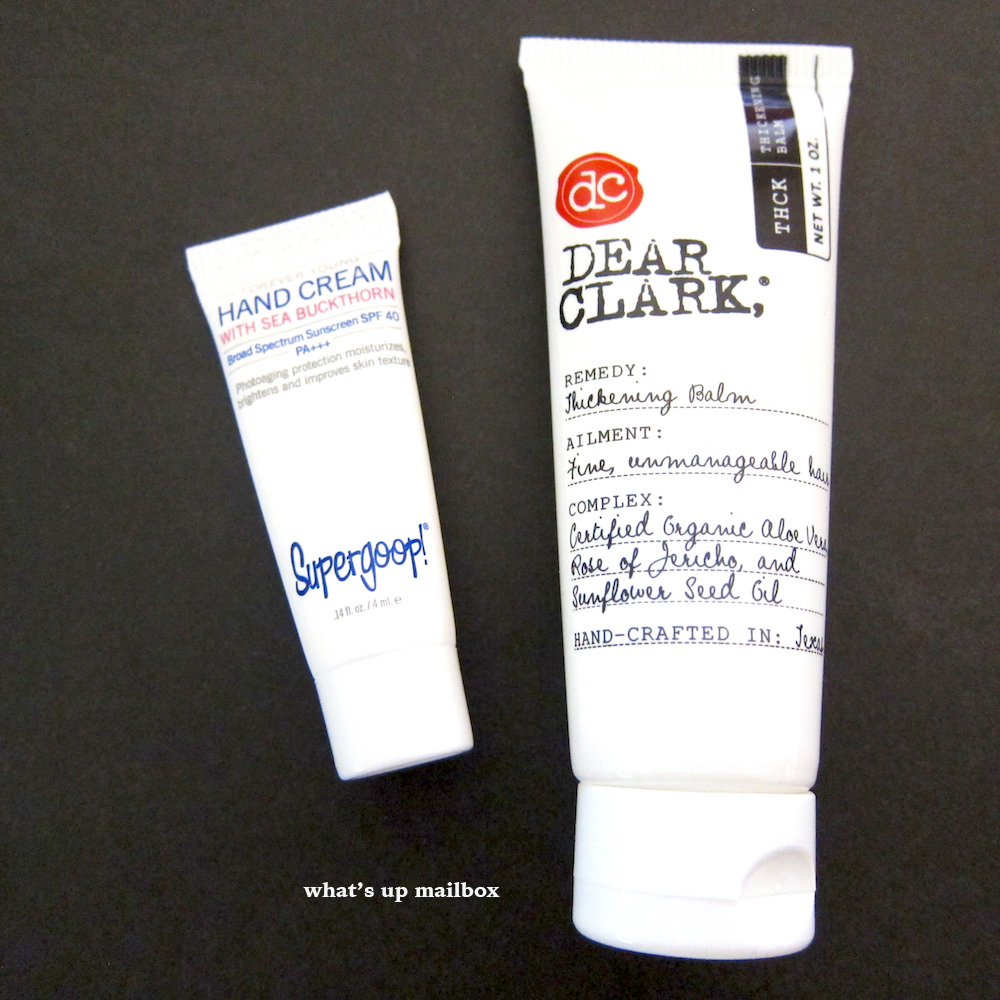 FOREVER YOUNG
HAND CREAM
WITH SEA BUCKTHORN
Broad Spectrum Sunscreen SPF 40
PA+++
Photoaging protection moisturizes,
brightens and improves skin texture
Supergoop!®
.14 fl. oz. / 4 ml. e
THCK
THICKENING
BALM
NET WT. 1 OZ.
dc
DEAR
CLARK,®
REMEDY:
Thickening Balm
AILMENT:
Fine, unmanageable hair
COMPLEX:
Certified Organic Aloe Vera
Rose of Jericho, and
Sunflower Seed Oil
HAND-CRAFTED IN: Texas
what's up mailbox